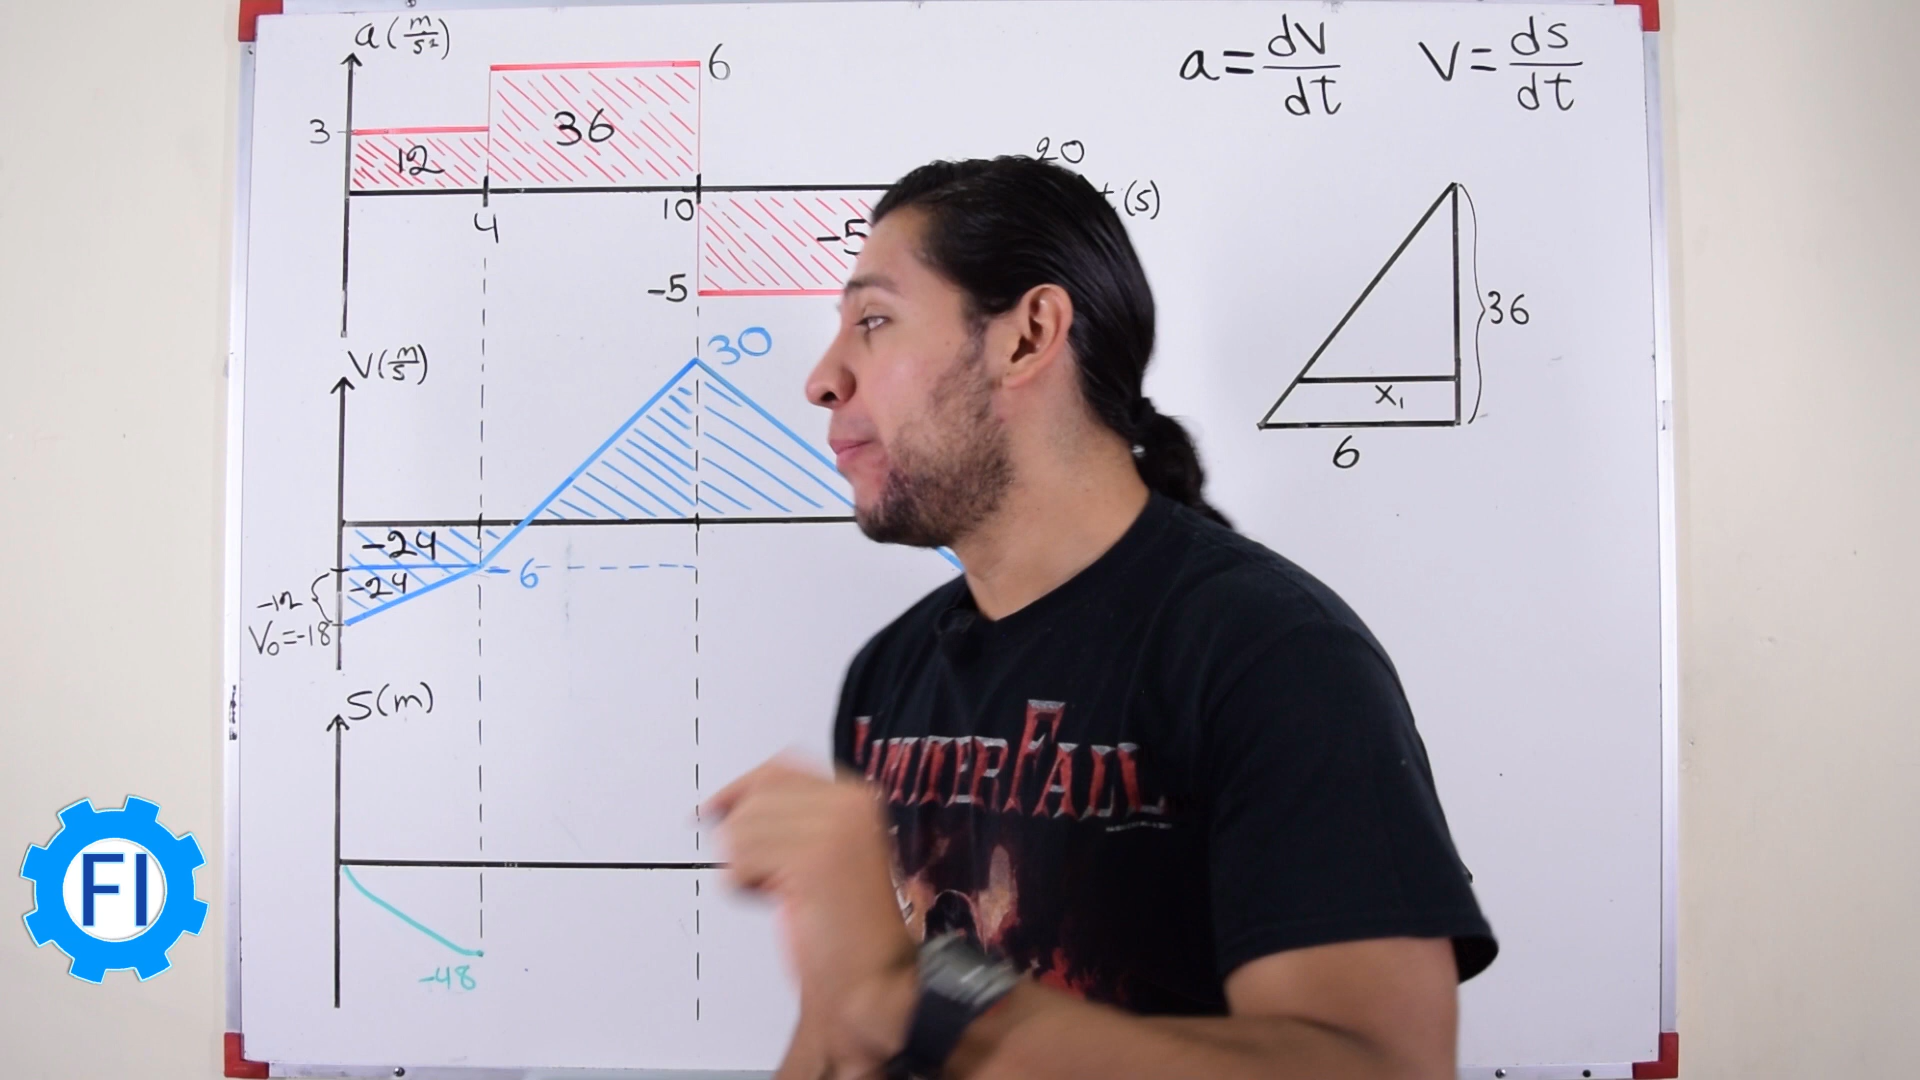 a(m/s²)
6
3
12
36
20
t(s)
4
10
-5
-5
a=dv/dt
V=ds/dt
36
x₁
6
V(m/s)
30
-24
-6
-24
-12
V₀=-18
S(m)
-48
FI